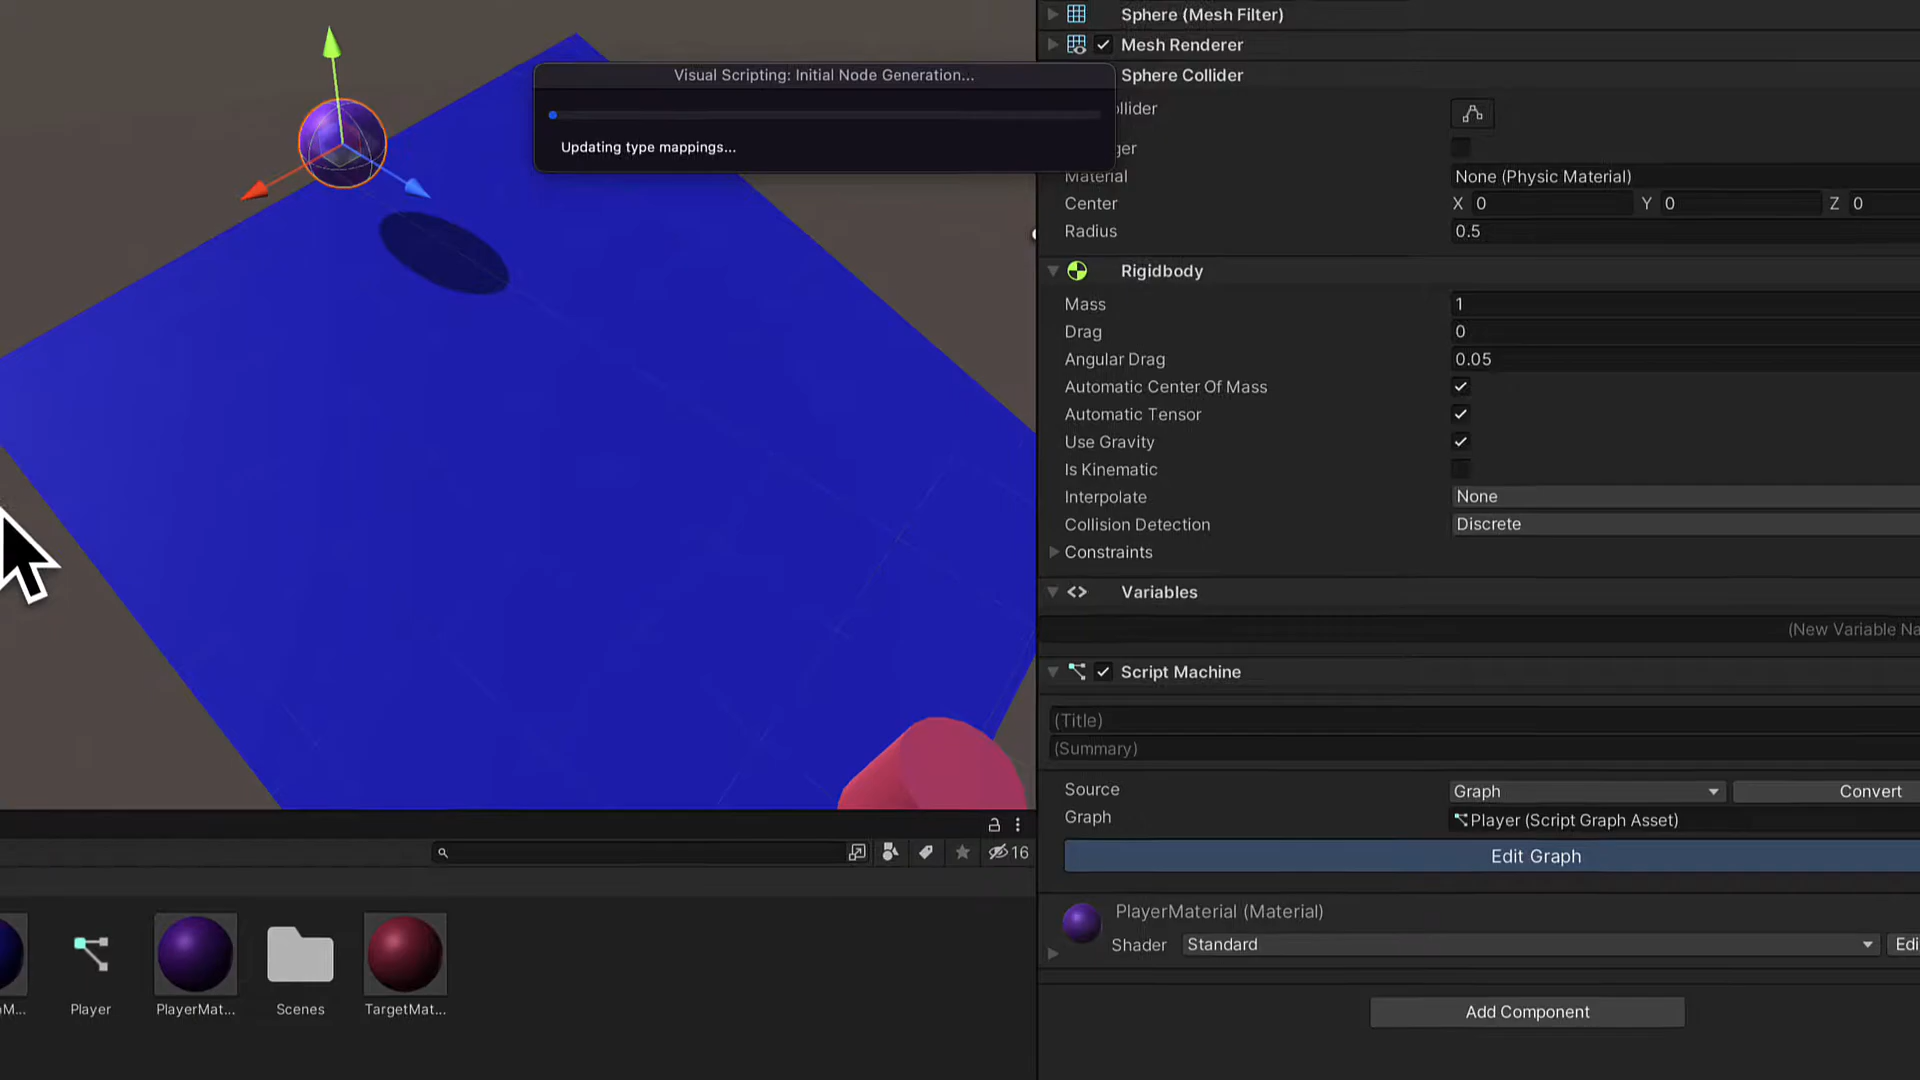 Sphere (Mesh Filter)
Mesh Renderer
Sphere Collider
Visual Scripting: Initial Node Generation...
Updating type mappings...
Material
None (Physic Material)
Center
X 0 Y 0 Z 0
Radius
0.5
Rigidbody
Mass
1
Drag
0
Angular Drag
0.05
Automatic Center Of Mass
Automatic Tensor
Use Gravity
Is Kinematic
Interpolate
None
Collision Detection
Discrete
Constraints
Variables
(New Variable Na
Script Machine
(Title)
(Summary)
Source
Graph
Convert
Graph
Player (Script Graph Asset)
Edit Graph
16
PlayerMaterial (Material)
Shader
Standard
Edi
Player
PlayerMat...
Scenes
TargetMat...
Add Component